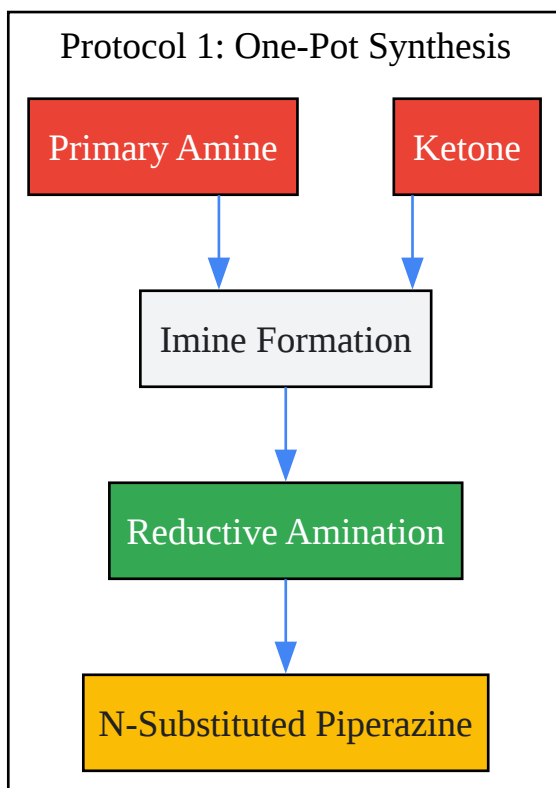 Protocol 1: One-Pot Synthesis
Primary Amine
Ketone
Imine Formation
Reductive Amination
N-Substituted Piperazine